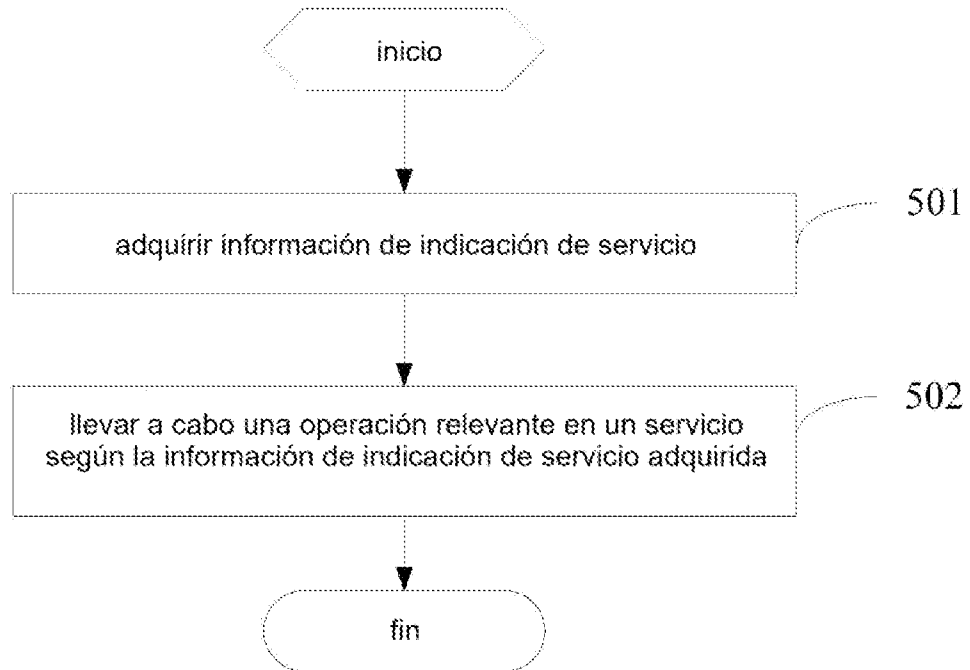 inicio
adquírir información de indicación de servicio
501
llevar a cabo una operación relevante en un servicio
según la información de indicación de servicio adquirida
502
fin